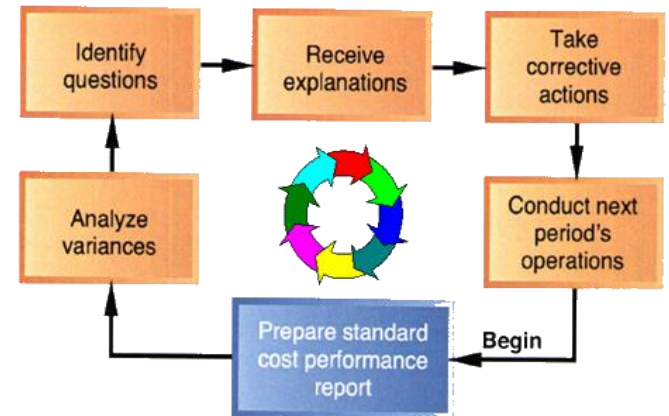 Identify
questions
Receive
explanations
Take
corrective
actions
Analyze
variances
Conduct next
period's
operations
Prepare standard
cost performance
report
Begin